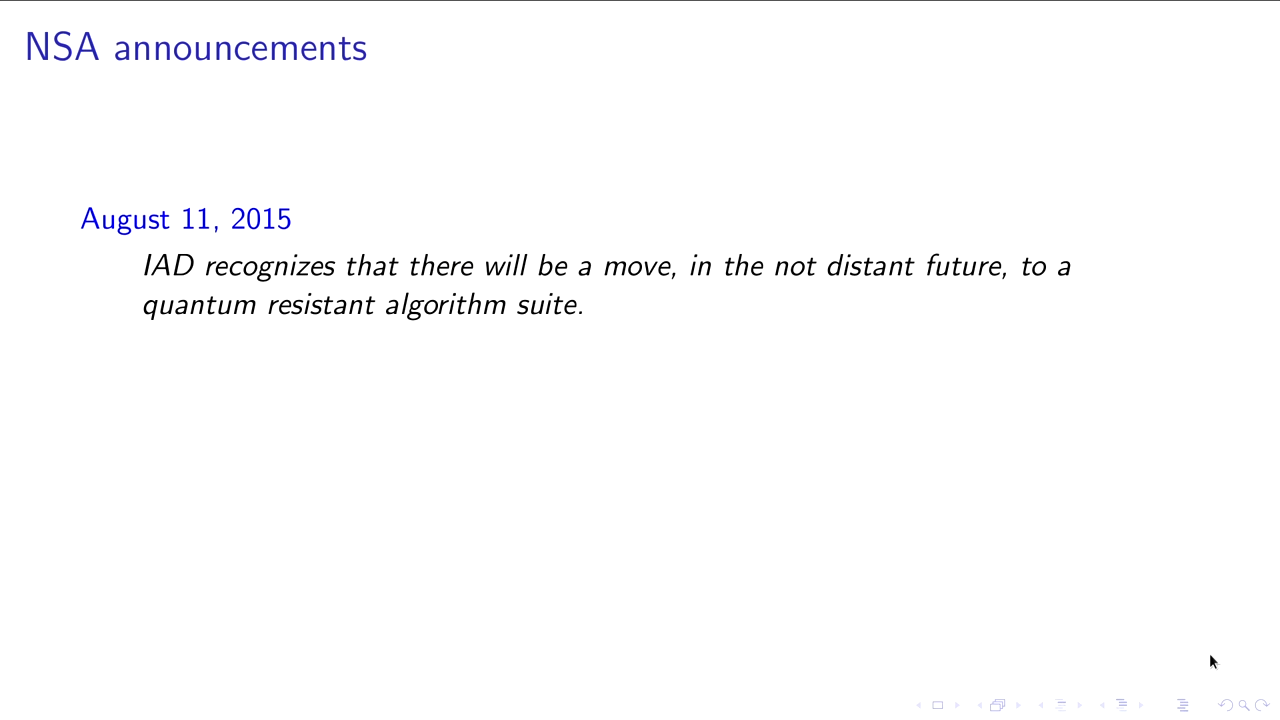 NSA announcements
August 11, 2015
IAD recognizes that there will be a move, in the not distant future, to a
quantum resistant algorithm suite.